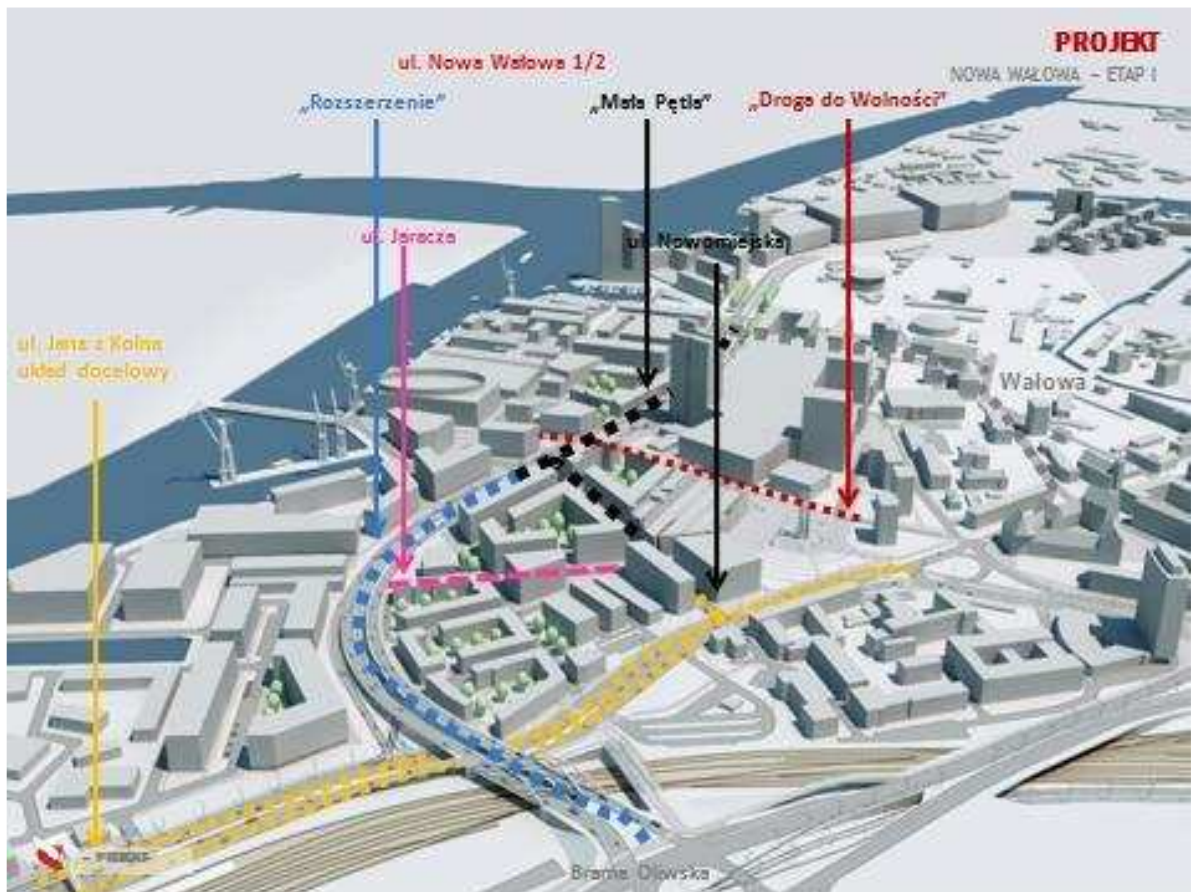 PROJEKT
NOWA WAŁOWA – ETAP I
ul. Nowa Wałowa 1/2
„Rozszerzenie”
„Mała Pętla”
„Droga do Wolności”
ul. Jaracza
ul. Nowomiejska
ul. Jana z Kolna
układ docelowy
Wałowa
Brama Oliwska